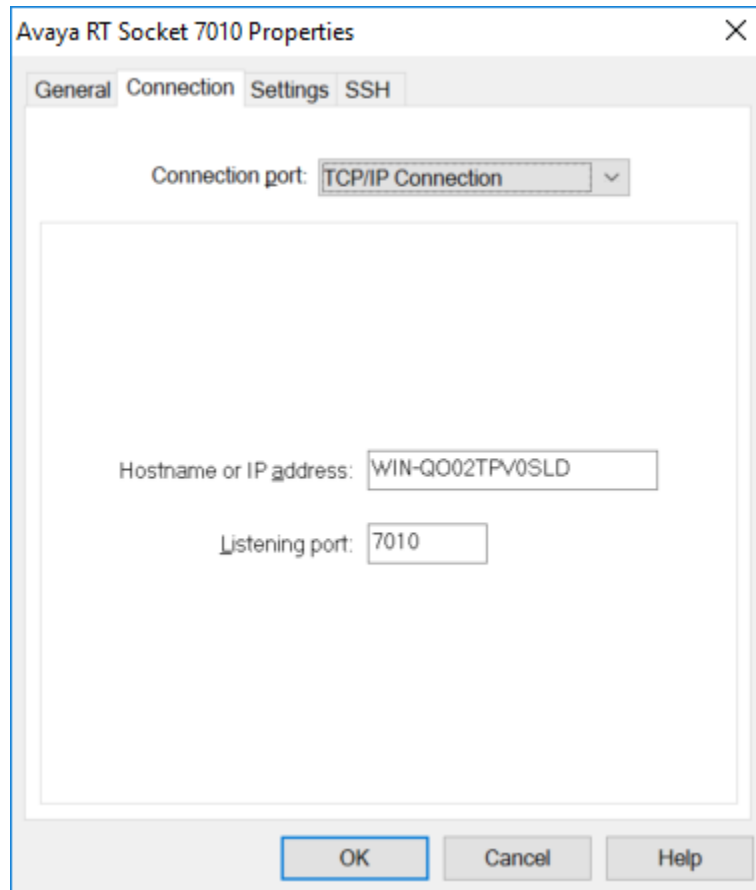 Avaya RT Socket 7010 Properties
General Connection Settings SSH
Connection port: TCP/IP Connection
Hostname or IP address: WIN-QO02TPV0SLD
Listening port: 7010
OK Cancel Help